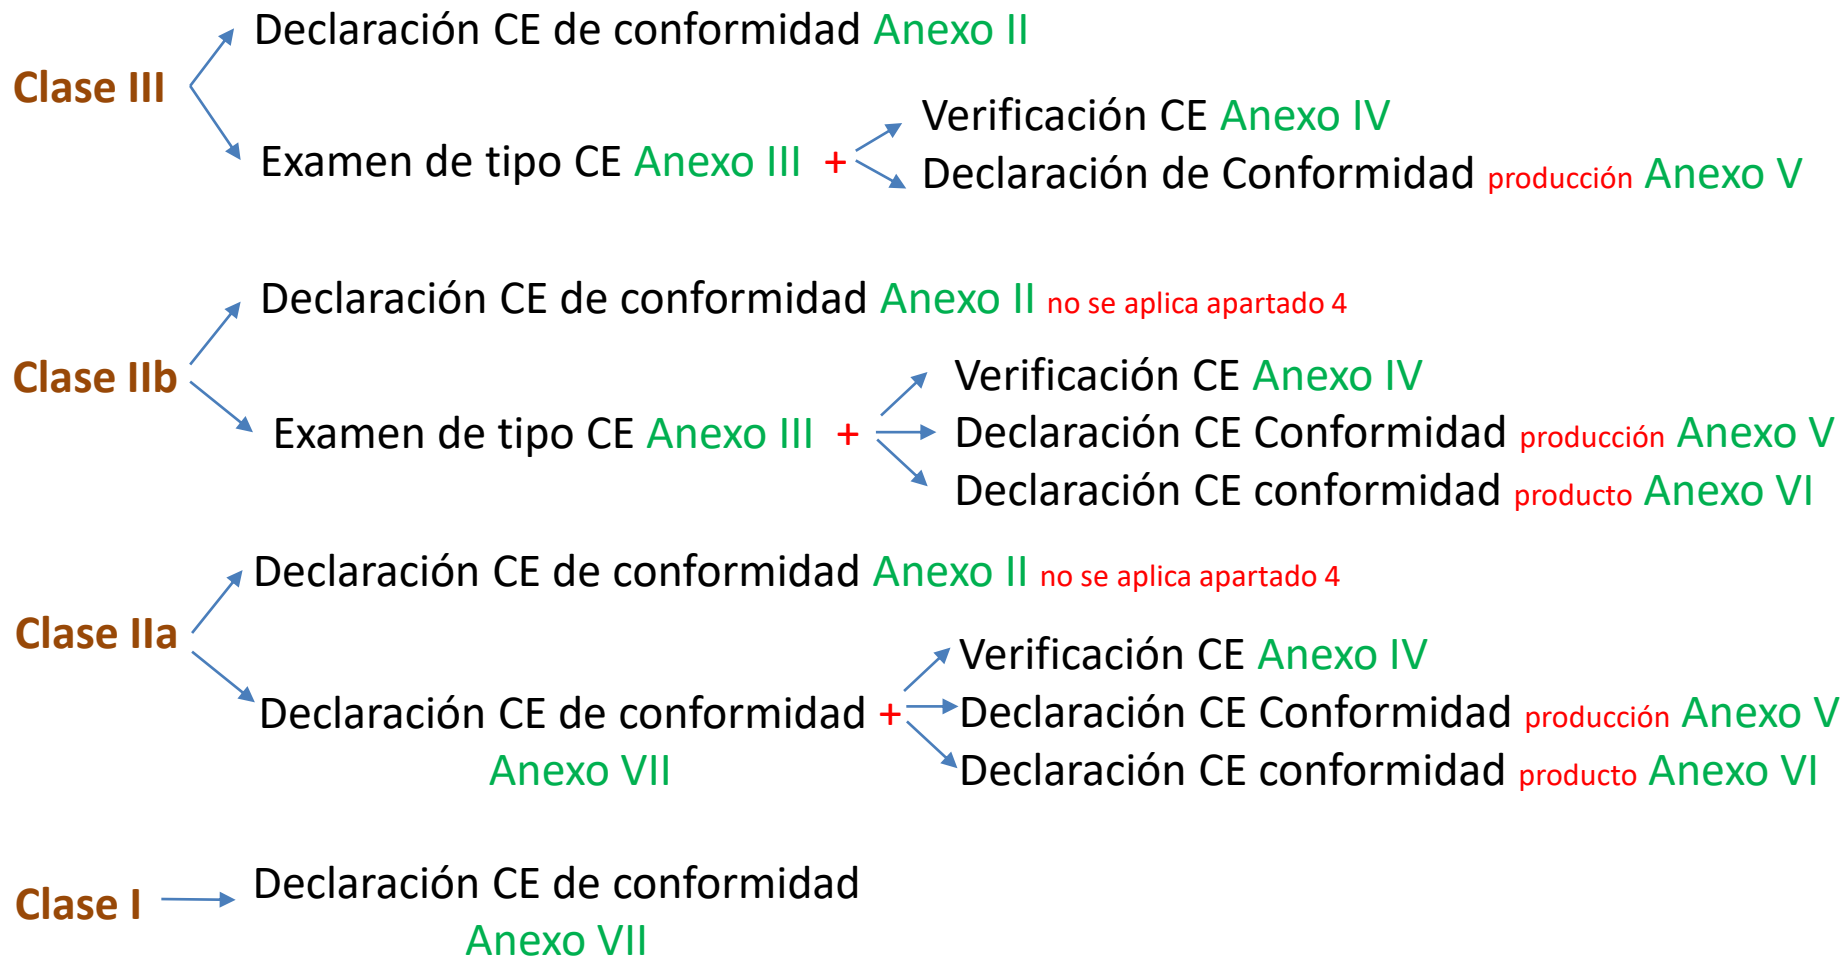 Declaración CE de conformidad Anexo II
Clase III
Verificación CE Anexo IV
Examen de tipo CE Anexo III +
Declaración de Conformidad producción Anexo V
Declaración CE de conformidad Anexo II no se aplica apartado 4
Clase IIb
Verificación CE Anexo IV
Examen de tipo CE Anexo III +
Declaración CE Conformidad producción Anexo V
Declaración CE conformidad producto Anexo VI
Declaración CE de conformidad Anexo II no se aplica apartado 4
Clase IIa
Verificación CE Anexo IV
Declaración CE de conformidad +
Anexo VII
Declaración CE Conformidad producción Anexo V
Declaración CE conformidad producto Anexo VI
Clase I
Declaración CE de conformidad
Anexo VII